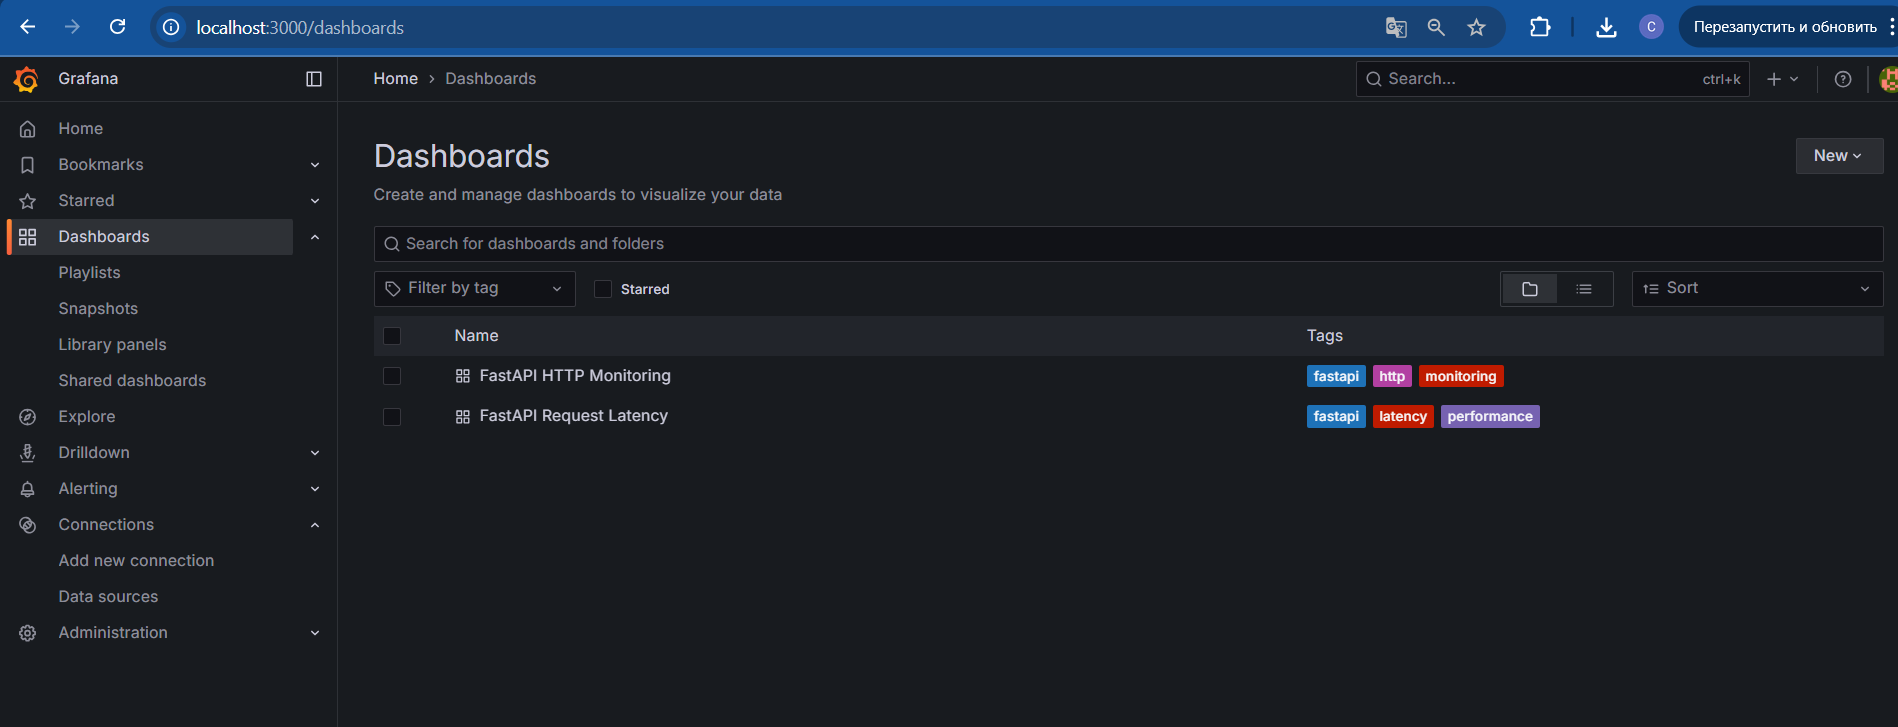 localhost:3000/dashboards
Перезапустить и обновить
C
Grafana
Home › Dashboards
Search...
ctrl+k
Home
Bookmarks
Starred
Dashboards
Playlists
Snapshots
Library panels
Shared dashboards
Explore
Drilldown
Alerting
Connections
Add new connection
Data sources
Administration
Dashboards
New
Create and manage dashboards to visualize your data
Search for dashboards and folders
Filter by tag
Starred
Sort
Name Tags
FastAPI HTTP Monitoring fastapi http monitoring
FastAPI Request Latency fastapi latency performance